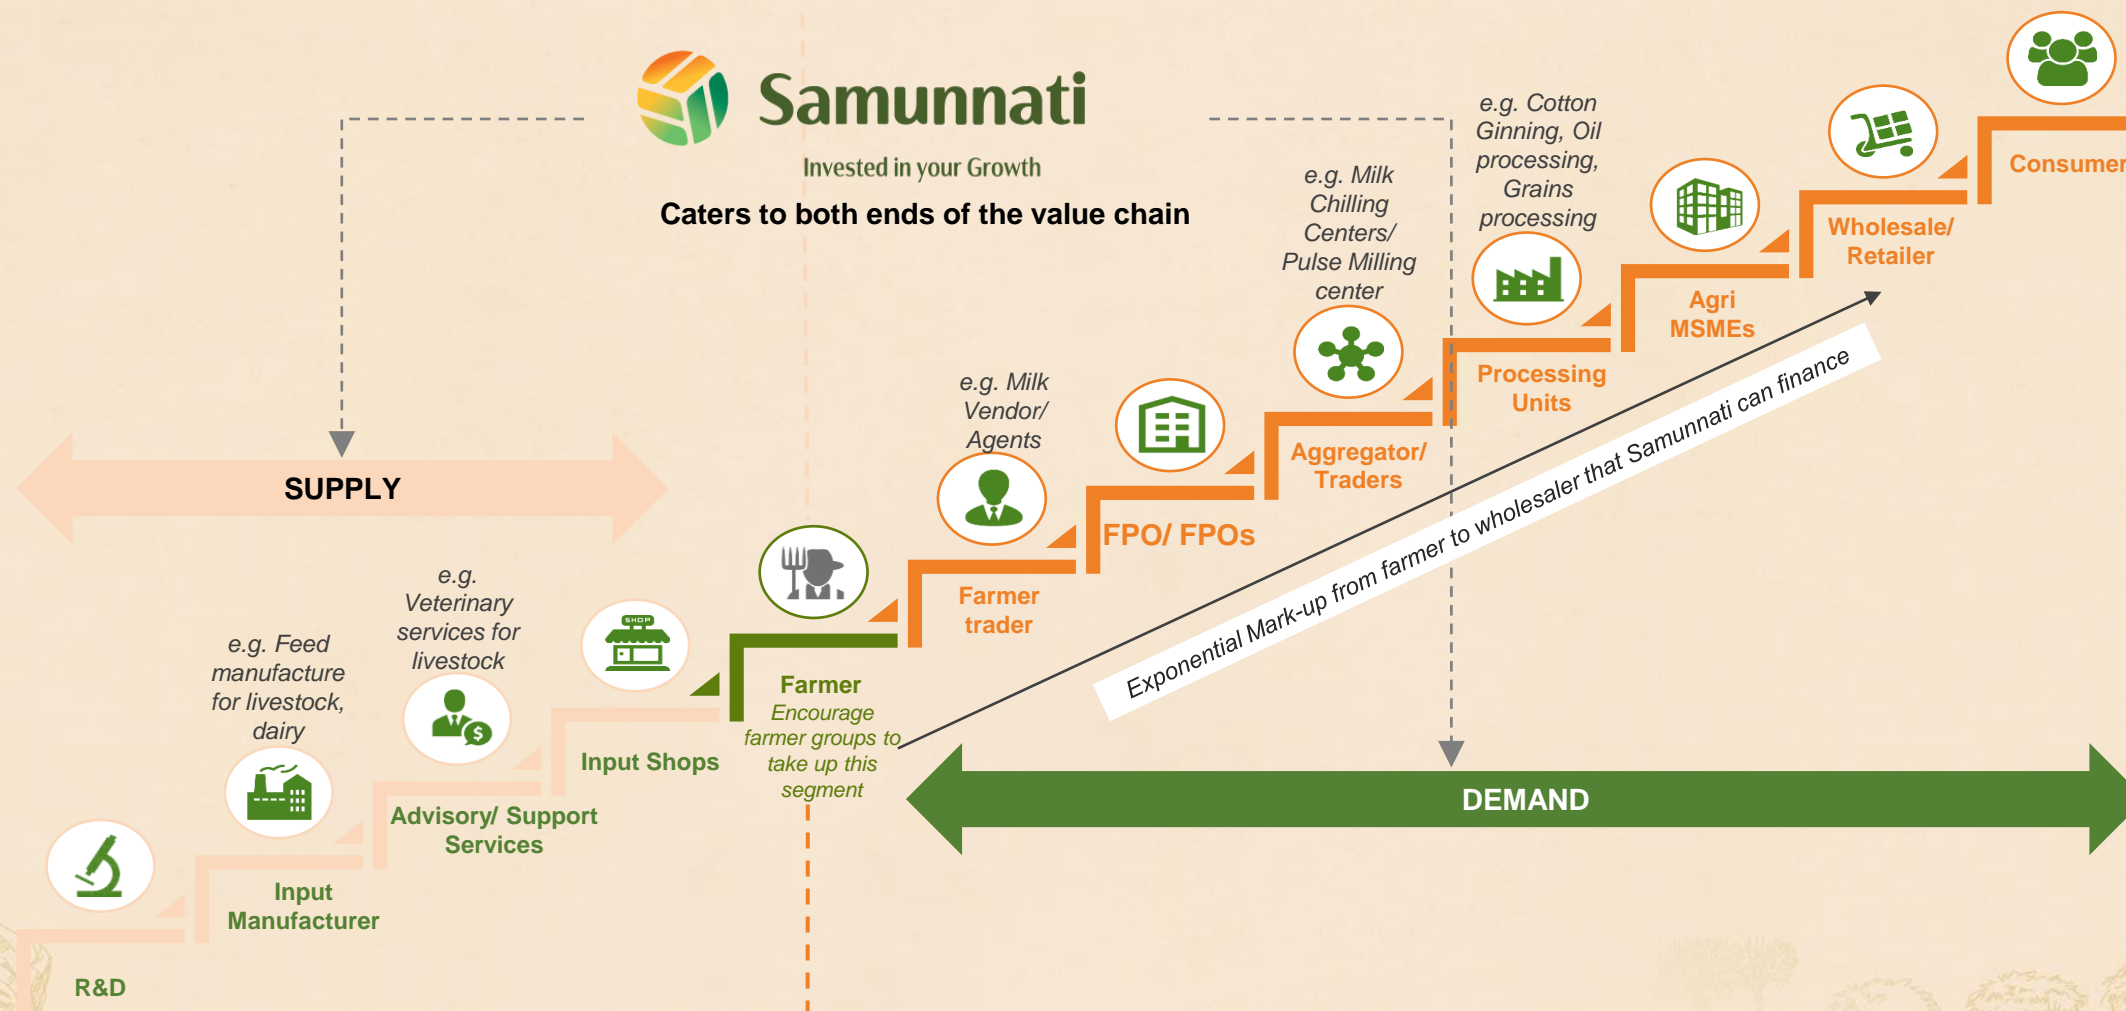 Samunnati
Invested in your Growth
Caters to both ends of the value chain
SUPPLY
R&D
Input
Manufacturer
e.g. Feed
manufacture
for livestock,
dairy
Advisory/ Support
Services
e.g.
Veterinary
services for
livestock
Input Shops
SHOP
$
Farmer
Encourage
farmer groups to
take up this
segment
Farmer
trader
e.g. Milk
Vendor/
Agents
FPO/ FPOs
Aggregator/
Traders
e.g. Milk
Chilling
Centers/
Pulse Milling
center
Processing
Units
e.g. Cotton
Ginning, Oil
processing,
Grains
processing
Agri
MSMEs
Wholesale/
Retailer
Consumer
Exponential Mark-up from farmer to wholesaler that Samunnati can finance
DEMAND